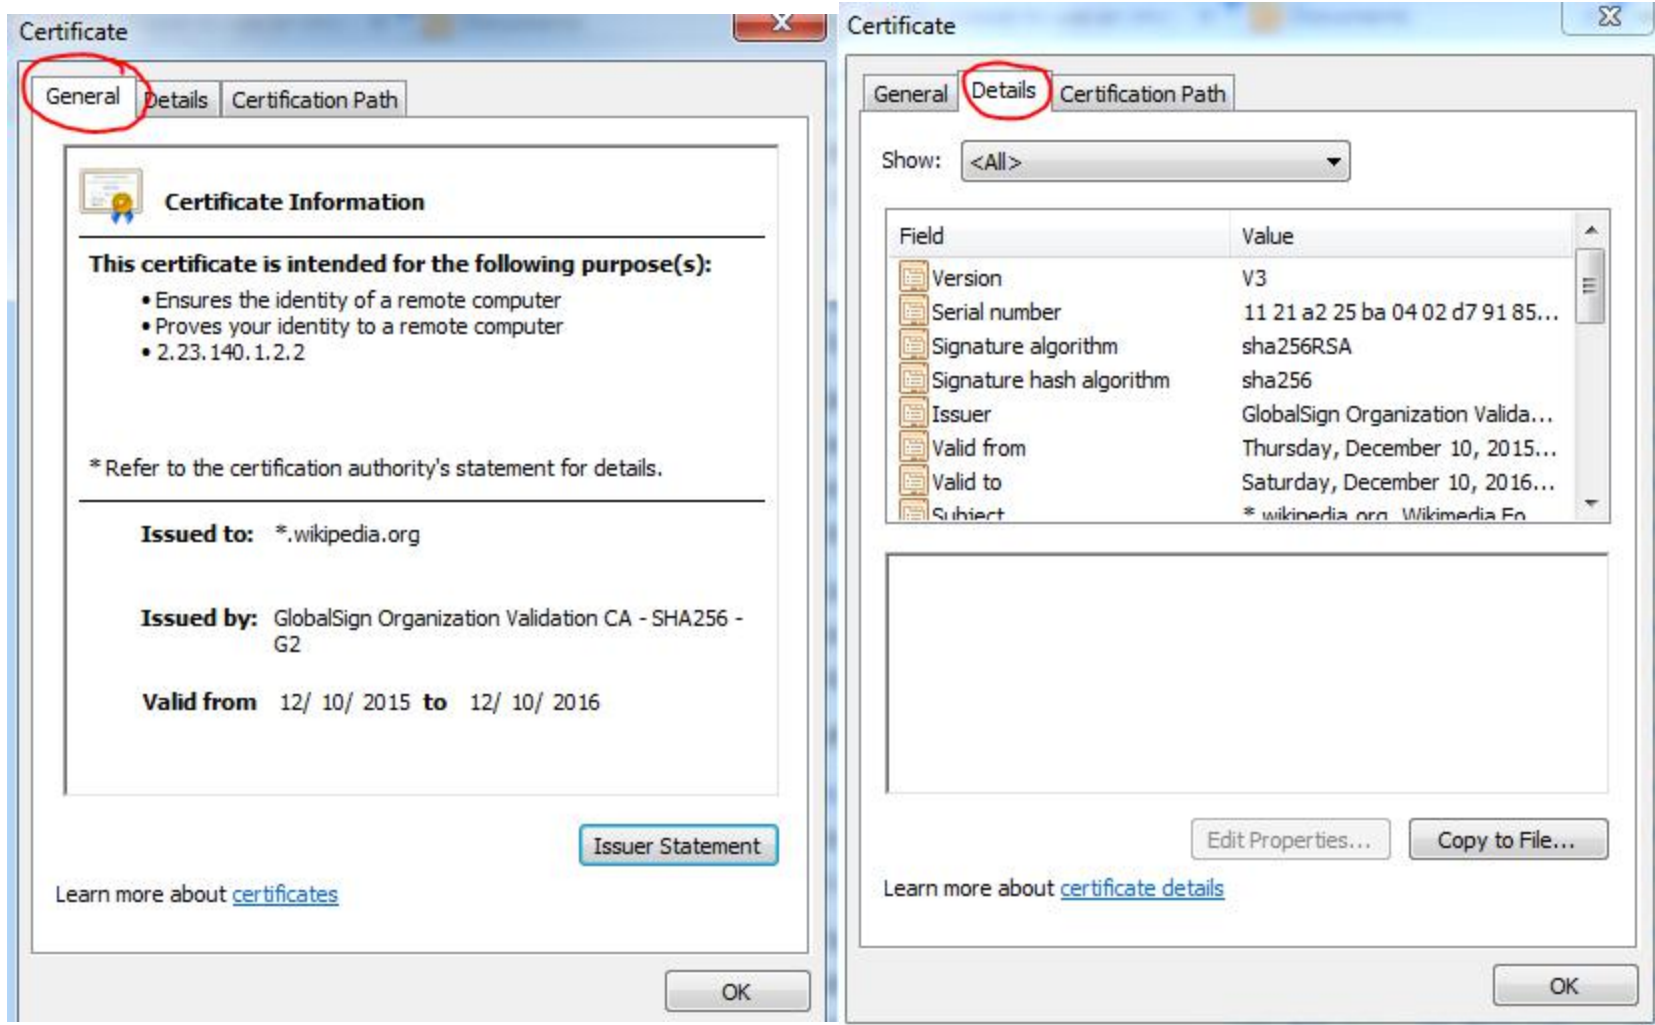 Certificate
General Details Certification Path
Certificate Information
This certificate is intended for the following purpose(s):
• Ensures the identity of a remote computer
• Proves your identity to a remote computer
• 2.23.140.1.2.2
* Refer to the certification authority's statement for details.
Issued to: *.wikipedia.org
Issued by: GlobalSign Organization Validation CA - SHA256 -
G2
Valid from 12/ 10/ 2015 to 12/ 10/ 2016
Issuer Statement
Learn more about certificates
OK
Certificate
General Details Certification Path
Show: <All>
Field Value
Version V3
Serial number 11 21 a2 25 ba 04 02 d7 91 85...
Signature algorithm sha256RSA
Signature hash algorithm sha256
Issuer GlobalSign Organization Valida...
Valid from Thursday, December 10, 2015...
Valid to Saturday, December 10, 2016...
Subject *.wikipedia.org, Wikimedia Fo
Edit Properties... Copy to File...
Learn more about certificate details
OK